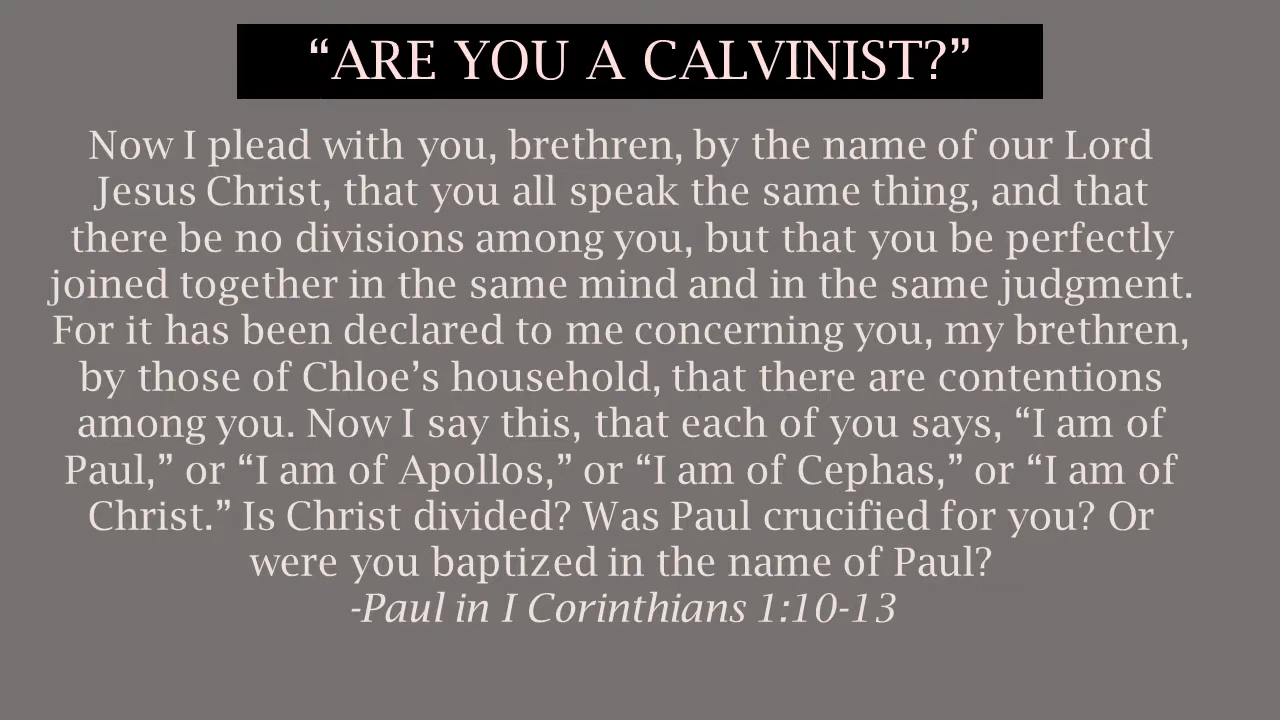 “ARE YOU A CALVINIST?”
Now I plead with you, brethren, by the name of our Lord
Jesus Christ, that you all speak the same thing, and that
there be no divisions among you, but that you be perfectly
joined together in the same mind and in the same judgment.
For it has been declared to me concerning you, my brethren,
by those of Chloe’s household, that there are contentions
among you. Now I say this, that each of you says, “I am of
Paul,” or “I am of Apollos,” or “I am of Cephas,” or “I am of
Christ.” Is Christ divided? Was Paul crucified for you? Or
were you baptized in the name of Paul?
-Paul in I Corinthians 1:10-13